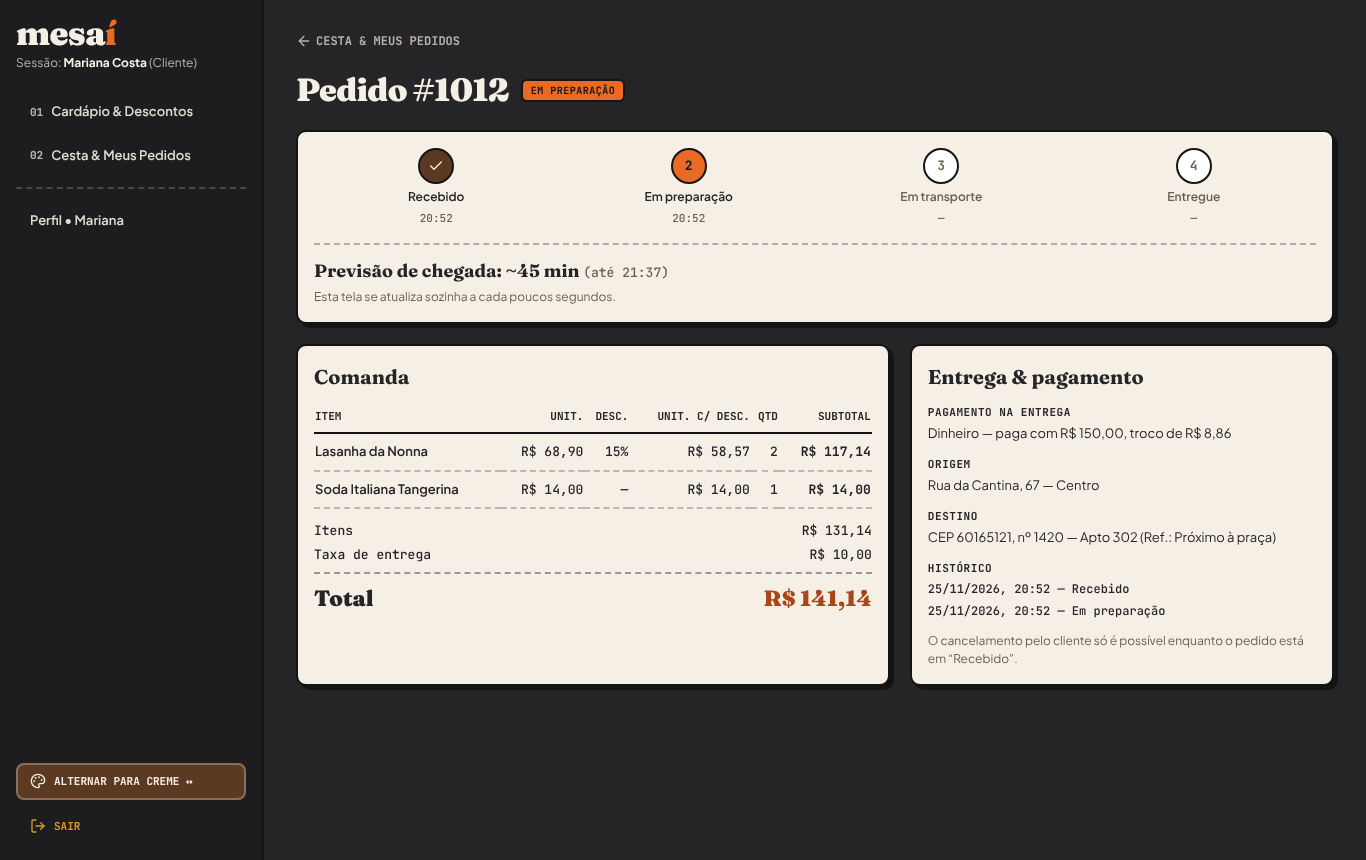 mesaí
Sessão: Mariana Costa (Cliente)
01 Cardápio & Descontos
02 Cesta & Meus Pedidos
Perfil • Mariana
ALTERNAR PARA CREME ↔
SAIR
← CESTA & MEUS PEDIDOS
Pedido #1012 EM PREPARAÇÃO
2 3 4
Recebido Em preparação Em transporte Entregue
20:52 20:52 — —
Previsão de chegada: ~45 min (até 21:37)
Esta tela se atualiza sozinha a cada poucos segundos.
Comanda
ITEM UNIT. DESC. UNIT. C/ DESC. QTD SUBTOTAL
Lasanha da Nonna R$ 68,90 15% R$ 58,57 2 R$ 117,14
Soda Italiana Tangerina R$ 14,00 — R$ 14,00 1 R$ 14,00
Itens R$ 131,14
Taxa de entrega R$ 10,00
Total R$ 141,14
Entrega & pagamento
PAGAMENTO NA ENTREGA
Dinheiro — paga com R$ 150,00, troco de R$ 8,86
ORIGEM
Rua da Cantina, 67 — Centro
DESTINO
CEP 60165121, nº 1420 — Apto 302 (Ref.: Próximo à praça)
HISTÓRICO
25/11/2026, 20:52 — Recebido
25/11/2026, 20:52 — Em preparação
O cancelamento pelo cliente só é possível enquanto o pedido está
em “Recebido”.